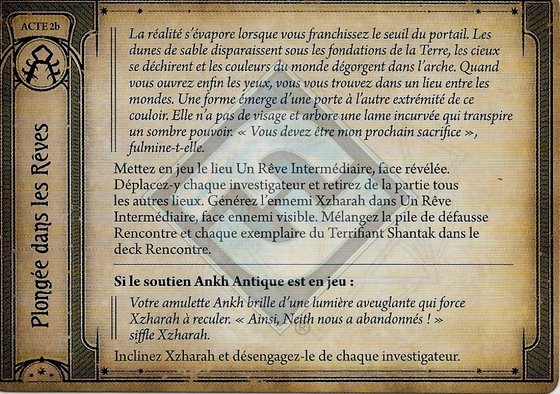 ACTE 2b
Plongée dans les Rêves
La réalité s'évapore lorsque vous franchissez le seuil du portail. Les
dunes de sable disparaissent sous les fondations de la Terre, les cieux
se déchirent et les couleurs du monde dégorgent dans l'arche. Quand
vous ouvrez enfin les yeux, vous vous trouvez dans un lieu entre les
mondes. Une forme émerge d'une porte à l'autre extrémité de ce
couloir. Elle n'a pas de visage et arbore une lame incurvée qui transpire
un sombre pouvoir. « Vous devez être mon prochain sacrifice »,
fulmine-t-elle.
Mettez en jeu le lieu Un Rêve Intermédiaire, face révélée.
Déplacez-y chaque investigateur et retirez de la partie tous
les autres lieux. Générez l'ennemi Xzharah dans Un Rêve
Intermédiaire, face ennemi visible. Mélangez la pile de défausse
Rencontre et chaque exemplaire du Terrifiant Shantak dans le
deck Rencontre.
Si le soutien Ankh Antique est en jeu :
Votre amulette Ankh brille d'une lumière aveuglante qui force
Xzharah à reculer. « Ainsi, Neith nous a abandonnés ! »
siffle Xzharah.
Inclinez Xzharah et désengagez-le de chaque investigateur.
®